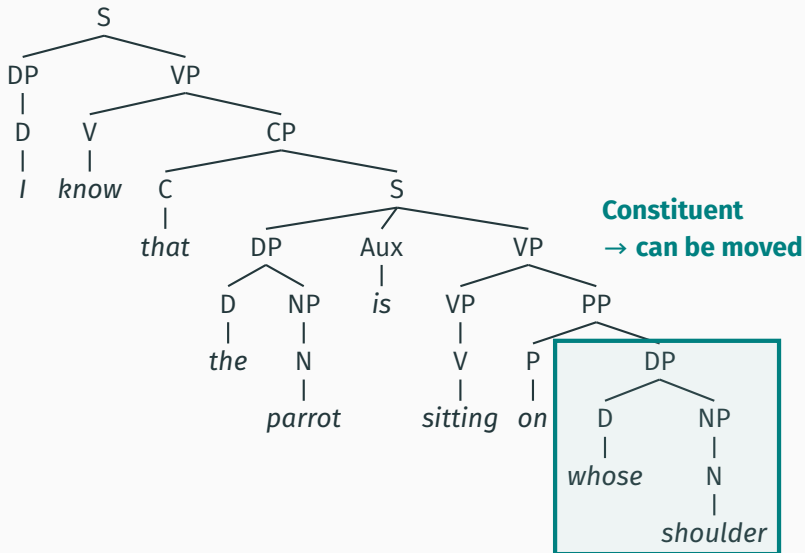 S
DP VP
D V CP
I know C S
Constituent
that DP Aux VP → can be moved
D NP is VP PP
the N V P DP
parrot sitting on D NP
whose N
shoulder